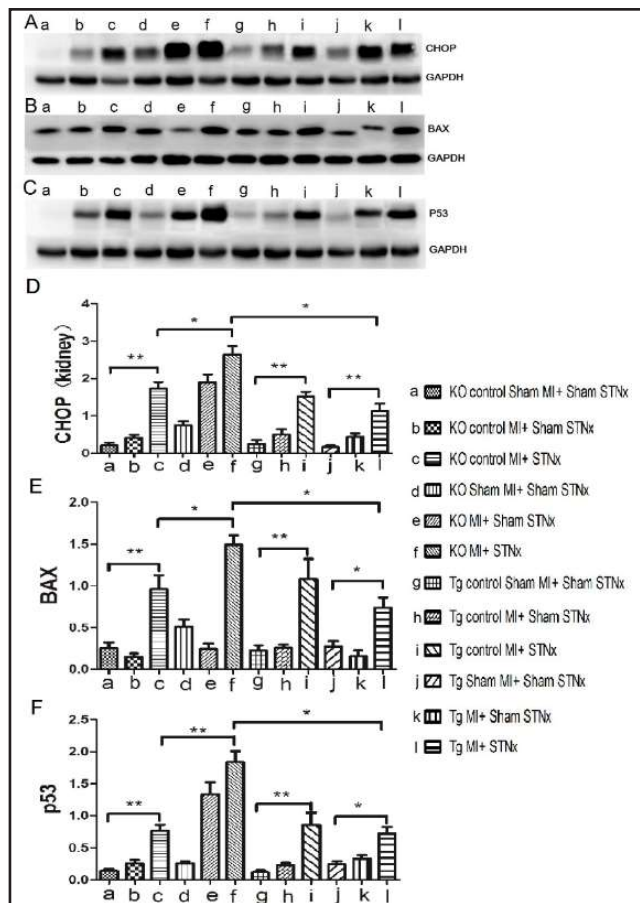 A
a b c d e f g h i j k l
CHOP
GAPDH
B
a b c d e f g h i j k l
BAX
GAPDH
C
a b c d e f g h i j k l
P53
GAPDH
D
CHOP (kidney)
4
3
2
1
0
** * ** * **
a b c d e f g h i j k l
E
BAX
2.0
1.5
1.0
0.5
0.0
** * ** * *
a b c d e f g h i j k l
F
p53
2.5
2.0
1.5
1.0
0.5
0.0
** ** ** * *
a b c d e f g h i j k l
a KO control Sham MI+ Sham STNx
b KO control MI+ Sham STNx
c KO control MI+ STNx
d KO Sham MI+ Sham STNx
e KO MI+ Sham STNx
f KO MI+ STNx
g Tg control Sham MI+ Sham STNx
h Tg control MI+ Sham STNx
i Tg control MI+ STNx
j Tg Sham MI+ Sham STNx
k Tg MI+ Sham STNx
l Tg MI+ STNx